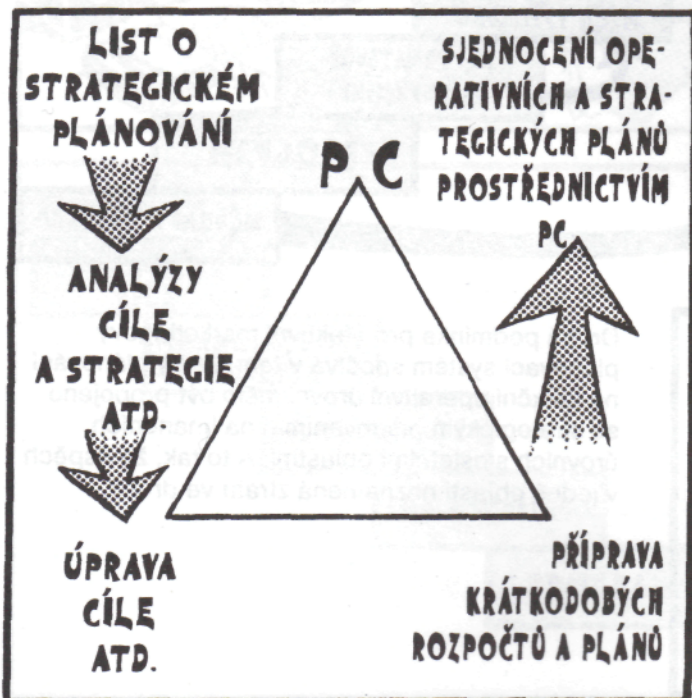 LIST O
STRATEGICKÉM
PLÁNOVÁNÍ
ANALÝZY
CÍLE
A STRATEGIE
ATD.
ÚPRAVA
CÍLE
ATD.
PC
SJEDNOCENÍ OPE-
RATIVNÍCH A STRA-
TEGICKÝCH PLÁNŮ
PROSTŘEDNICTVÍM
PC
PŘÍPRAVA
KRÁTKODOBÝCH
ROZPOČTŮ A PLÁNŮ